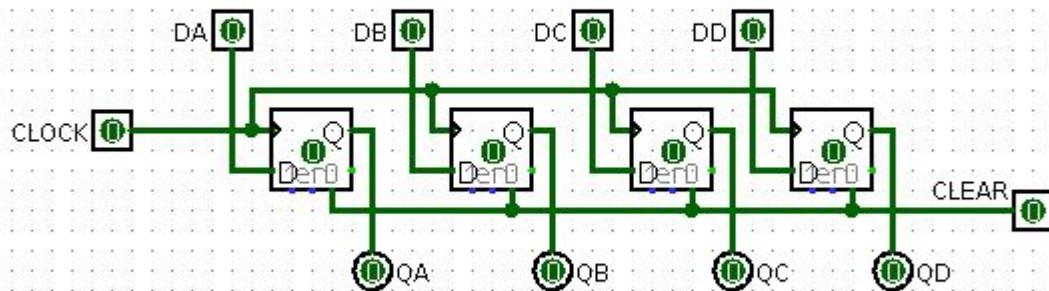 DA DB DC DD
CLOCK
Q Q Q Q
D D D D
CLEAR
QA QB QC QD